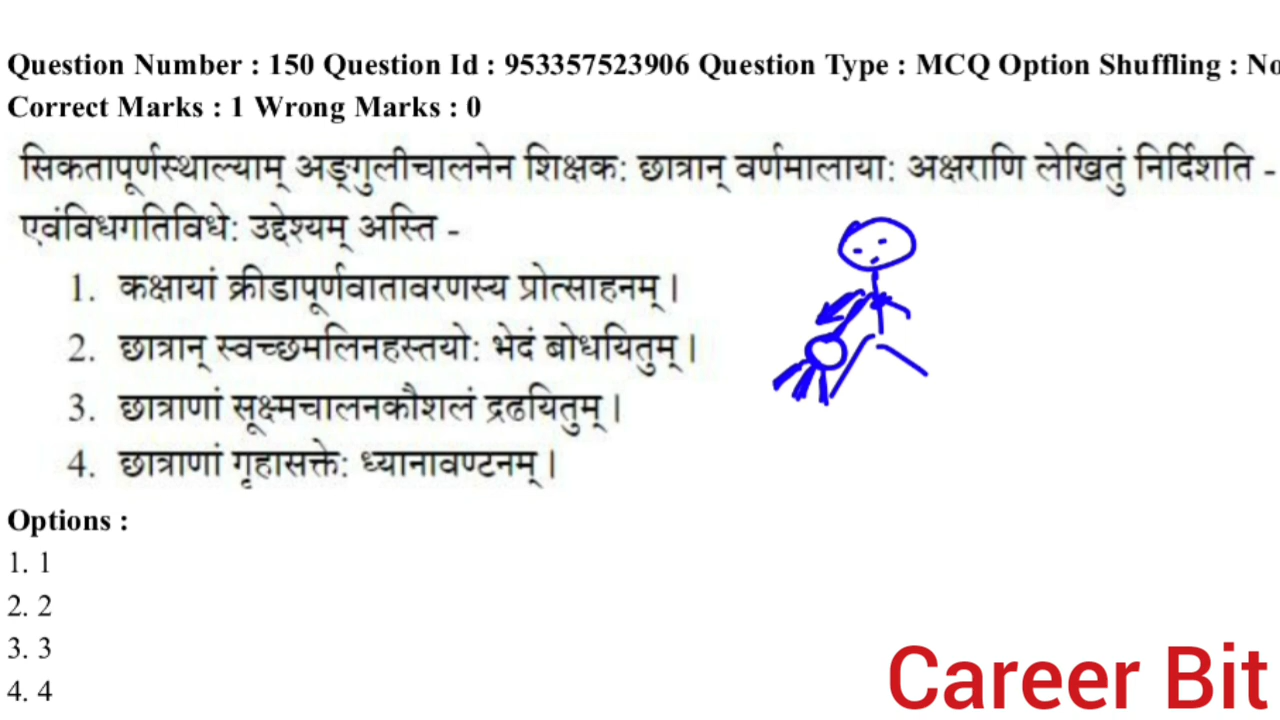 Question Number : 150 Question Id : 953357523906 Question Type : MCQ Option Shuffling : No
Correct Marks : 1 Wrong Marks : 0
सिकतापूर्णस्थाल्याम् अङ्गुलीचालनेन शिक्षकः छात्रान् वर्णमालायाः अक्षराणि लेखितुं निर्दिशति -
एवंविधगतिविधेः उद्देश्यम् अस्ति -
1. कक्षायां क्रीडापूर्णवातावरणस्य प्रोत्साहनम् ।
2. छात्रान् स्वच्छमलिनहस्तयोः भेदं बोधयितुम् ।
3. छात्राणां सूक्ष्मचालनकौशलं द्रढयितुम् ।
4. छात्राणां गृहासक्तेः ध्यानावण्टनम् ।
Options :
1. 1
2. 2
3. 3
4. 4
Career Bit